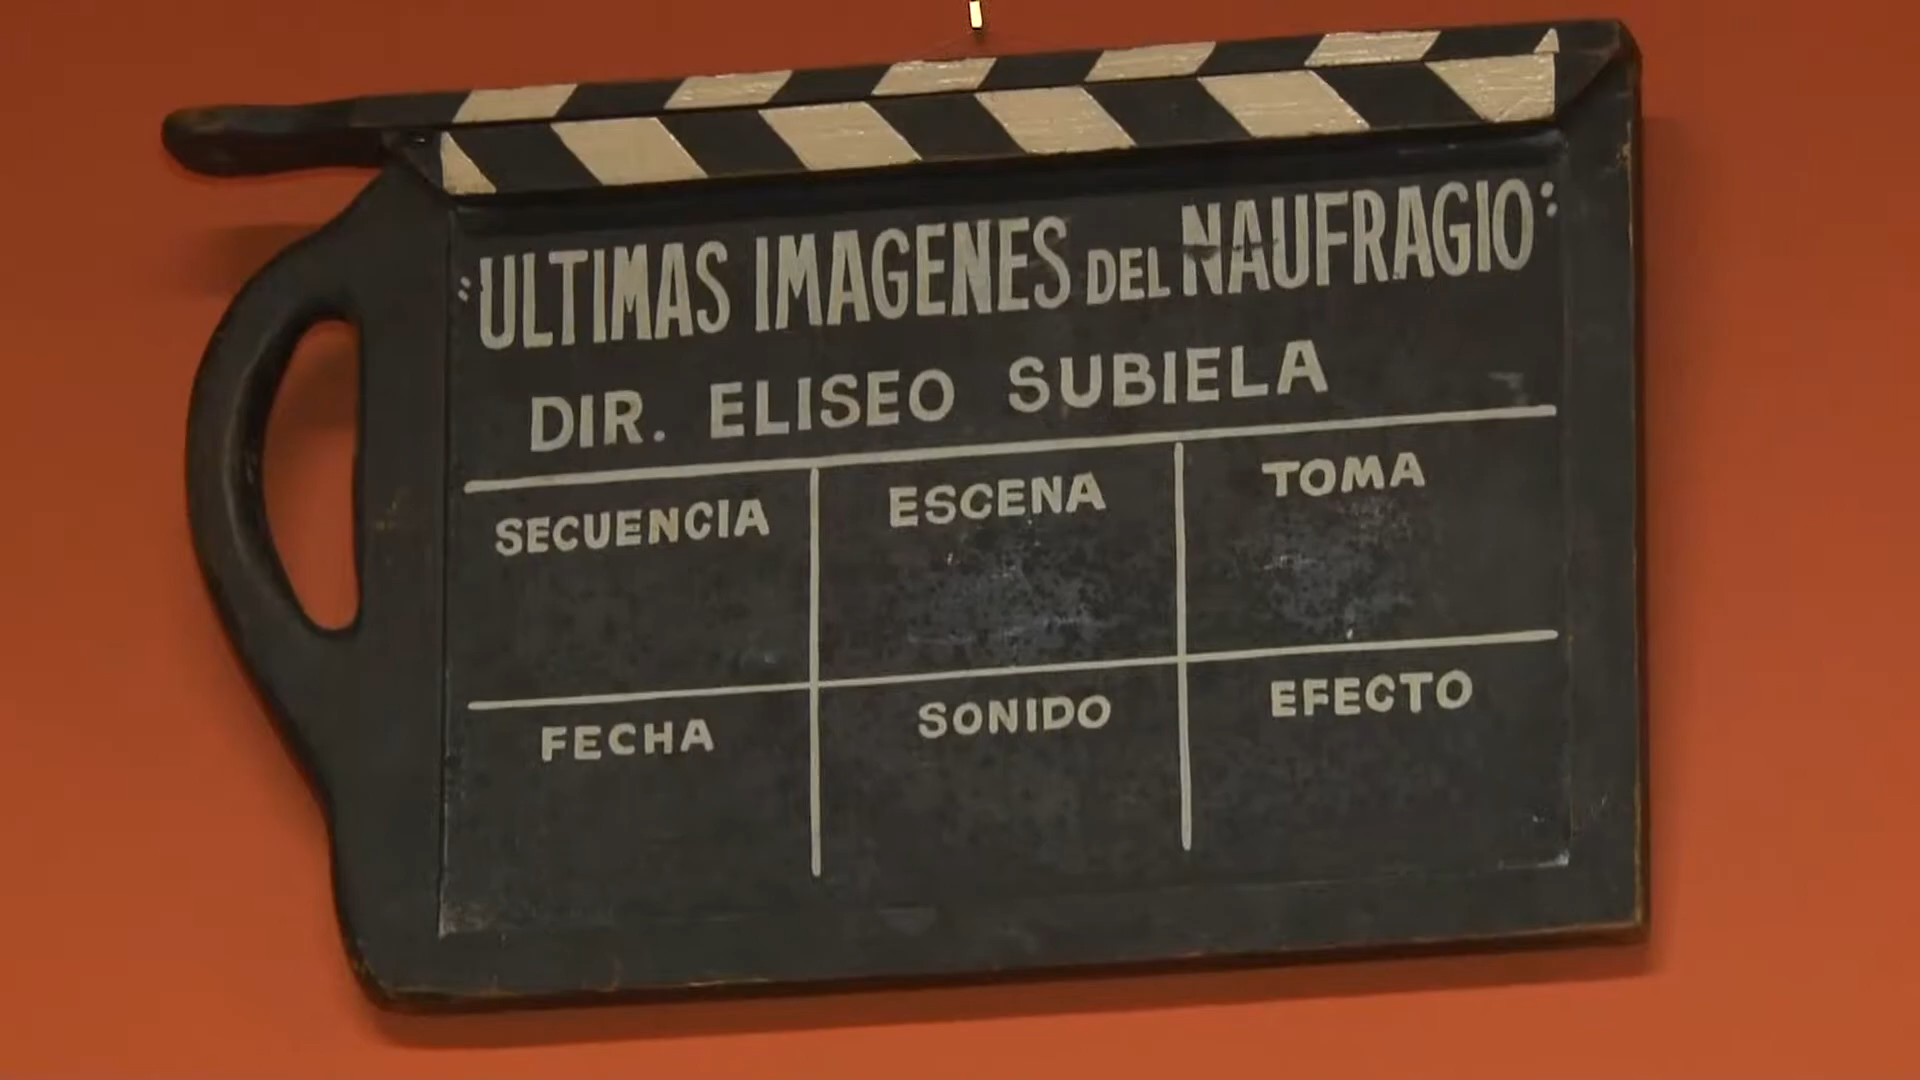 "ULTIMAS IMAGENES DEL NAUFRAGIO"
DIR. ELISEO SUBIELA
SECUENCIA ESCENA TOMA
FECHA SONIDO EFECTO